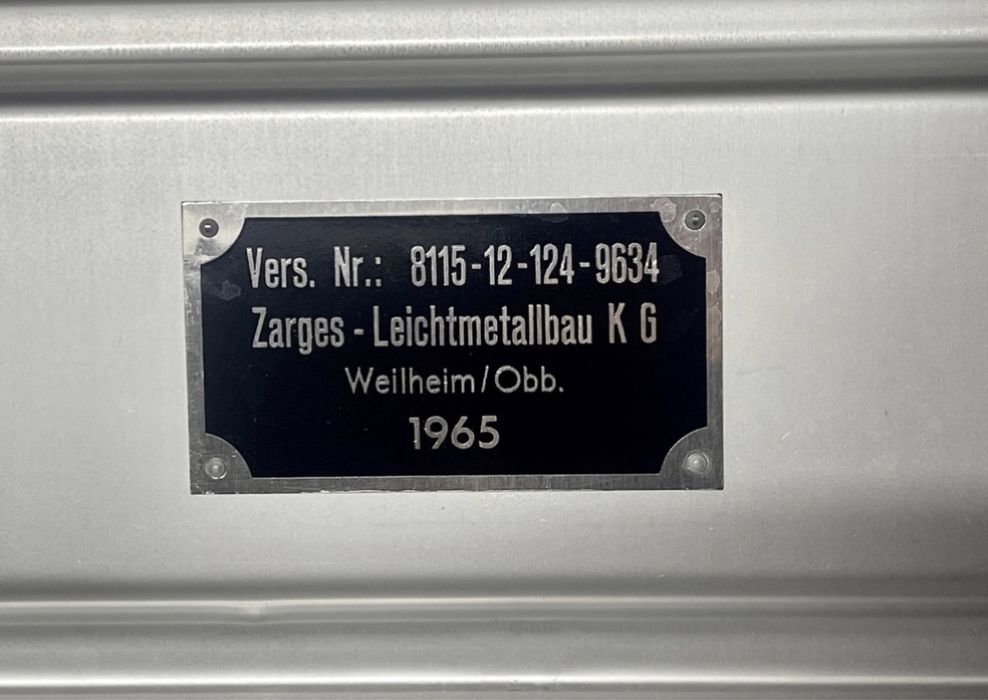 Vers. Nr.: 8115-12-124-9634
Zarges - Leichtmetallbau K G
Weilheim/Obb.
1965